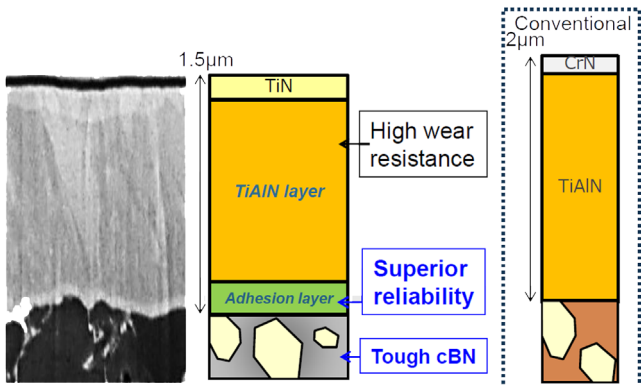 Conventional
1.5μm
2μm
TiN
CrN
High wear
resistance
TiAlN layer
TiAlN
Superior
reliability
Adhesion layer
Tough cBN